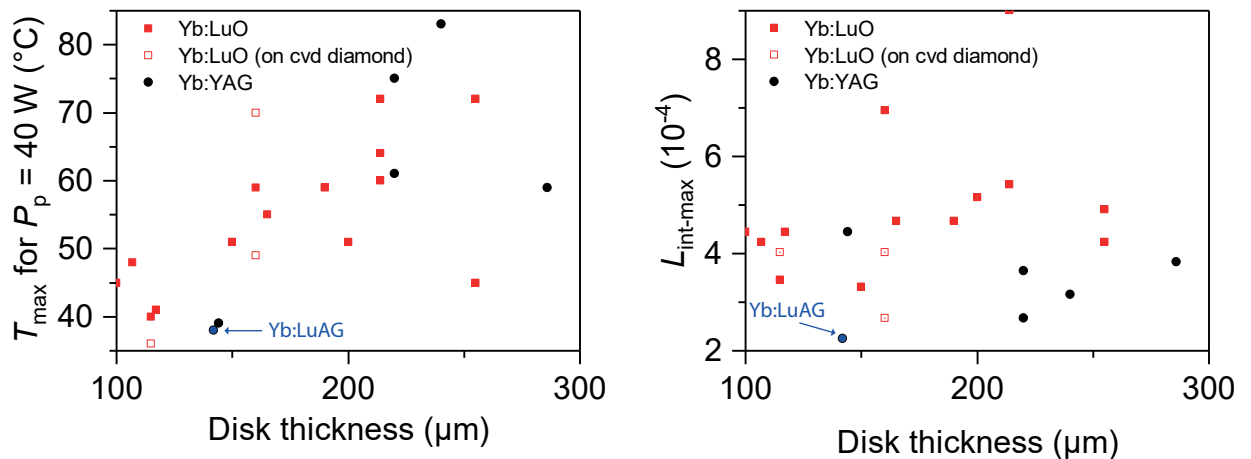 80
70
60
50
40
T_max for P_p = 40 W (°C)
Yb:LuO
Yb:LuO (on cvd diamond)
Yb:YAG
Yb:LuAG
100
200
300
Disk thickness (µm)
8
6
4
2
L_int-max (10^-4)
Yb:LuO
Yb:LuO (on cvd diamond)
Yb:YAG
Yb:LuAG
100
200
300
Disk thickness (µm)